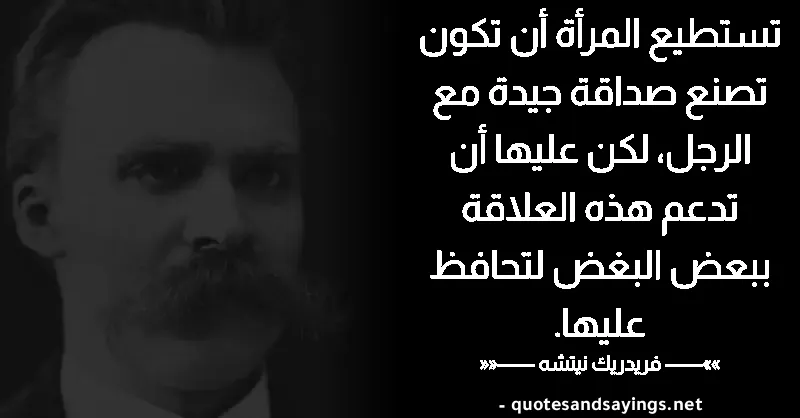 تستطيع المرأة أن تكون
تصنع صداقة جيدة مع
الرجل، لكن عليها أن
تدعم هذه العلاقة
ببعض البغض لتحافظ
عليها.
»»—— فريدريك نيتشه ——««
- quotesandsayings.net